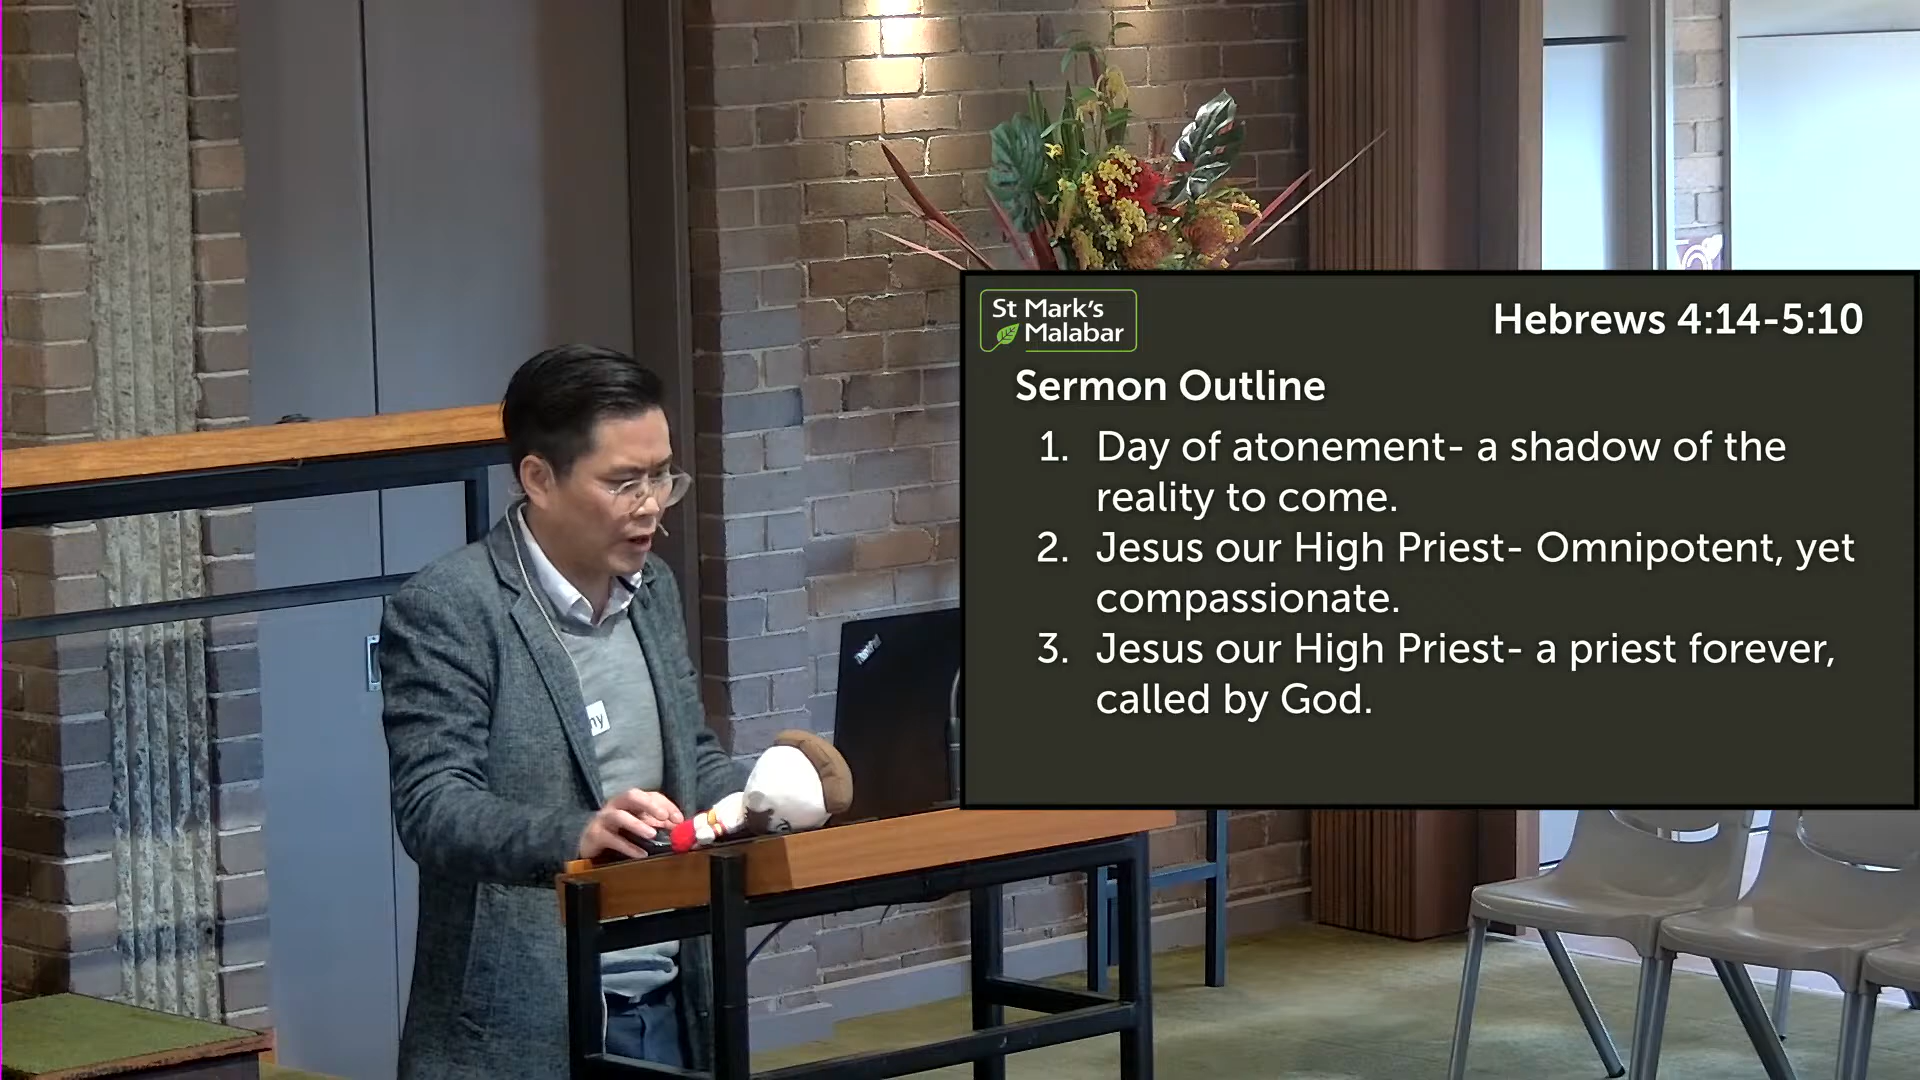 St Mark's
Malabar
Hebrews 4:14-5:10
Sermon Outline
1. Day of atonement- a shadow of the
reality to come.
2. Jesus our High Priest- Omnipotent, yet
compassionate.
3. Jesus our High Priest- a priest forever,
called by God.
ThinkPad
ny